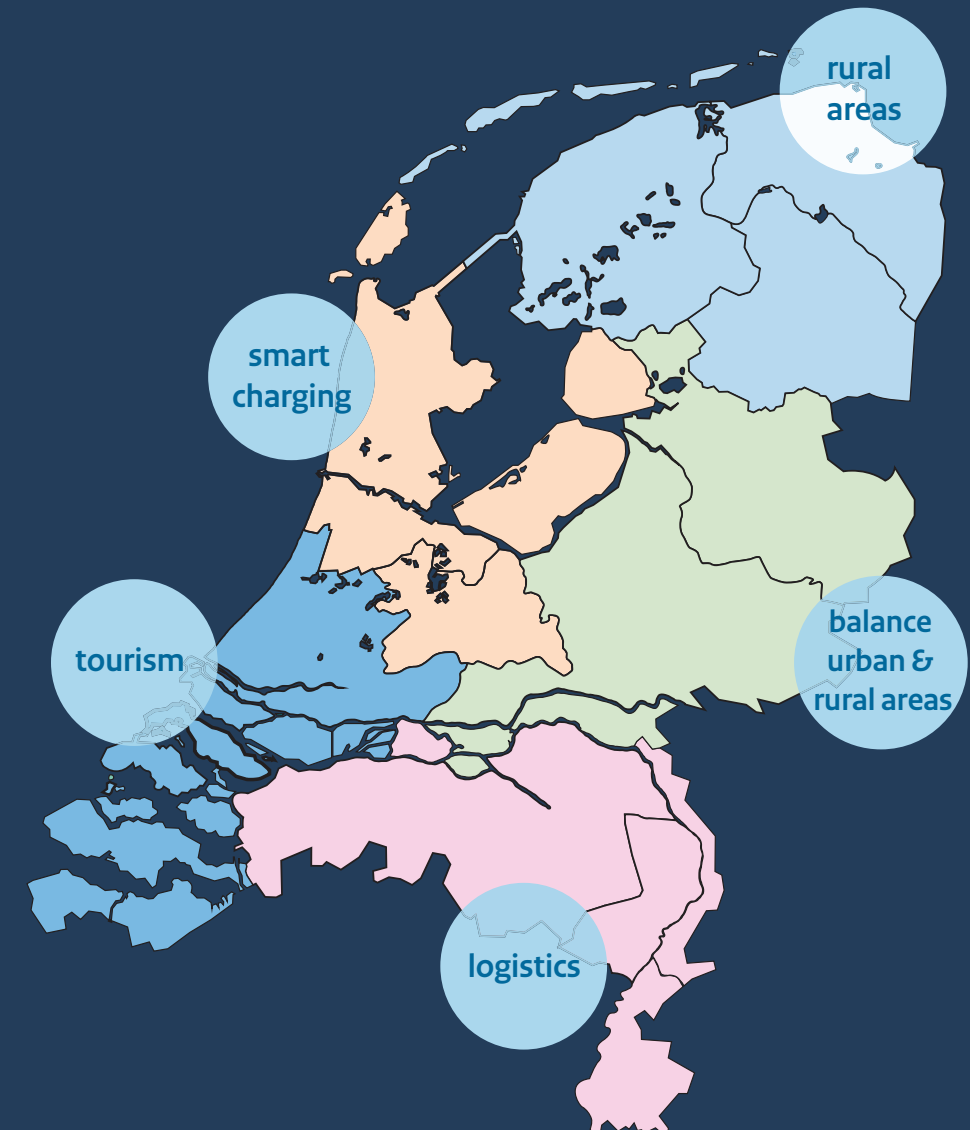 rural
areas
smart
charging
tourism
balance
urban &
rural areas
logistics